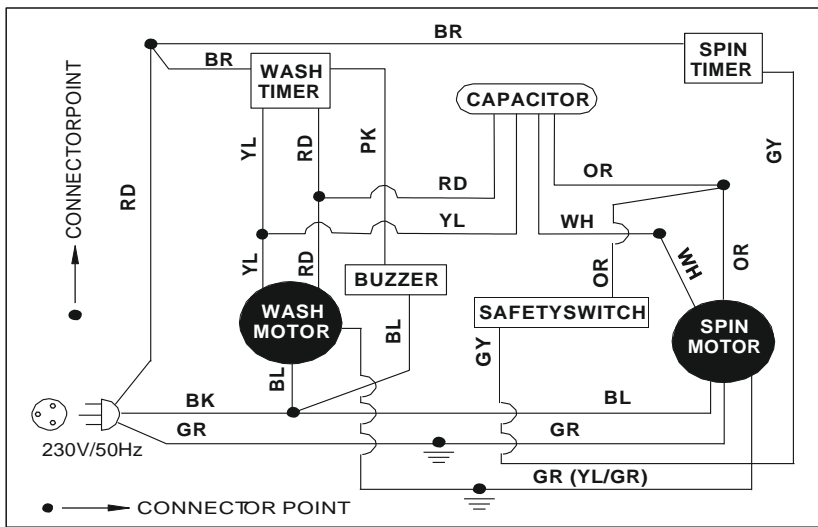 BR
BR
WASH
TIMER
SPIN
TIMER
CAPACITOR
CONNECTORPOINT
RD
YL
RD
PK
GY
RD
OR
YL
WH
YL
RD
BUZZER
OR
WH
OR
WASH
MOTOR
SAFETYSWITCH
SPIN
MOTOR
BL
BL
GY
BK
BL
GR
GR
230V/50Hz
GR (YL/GR)
CONNECTOR POINT